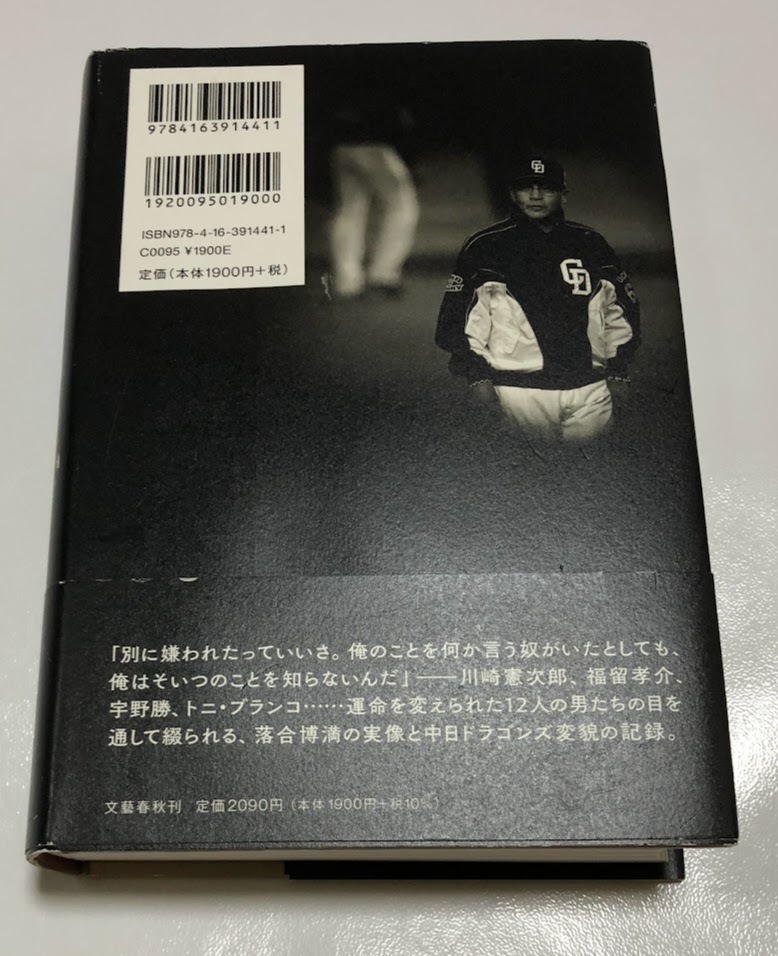 9784163914411
1920095019000
ISBN978-4-16-391441-1
C0095 ¥1900E
定価(本体1900円+税)
CD
CD
「別に嫌われたっていいさ。俺のことを何か言う奴がいたとしても、
俺はそいつのことを知らないんだ」──川崎憲次郎、福留孝介、
宇野勝、トニ・ブランコ……運命を変えられた12人の男たちの目を
通して綴られる、落合博満の実像と中日ドラゴンズ変貌の記録。
文藝春秋刊 定価2090円(本体1900円+税10%)